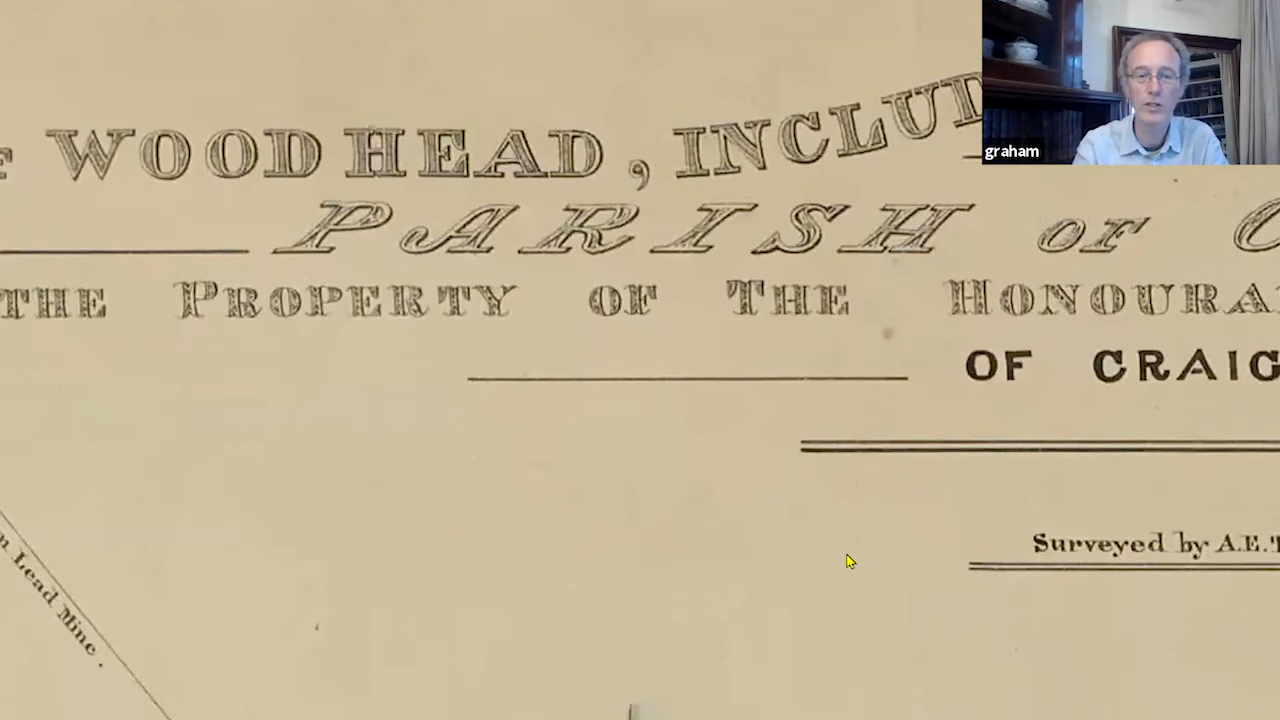 WOODHEAD, INCLUD
graham
PARISH OF
THE PROPERTY OF THE HONOURA
OF CRAIG
Surveyed by A.E.T
Lead Mine.